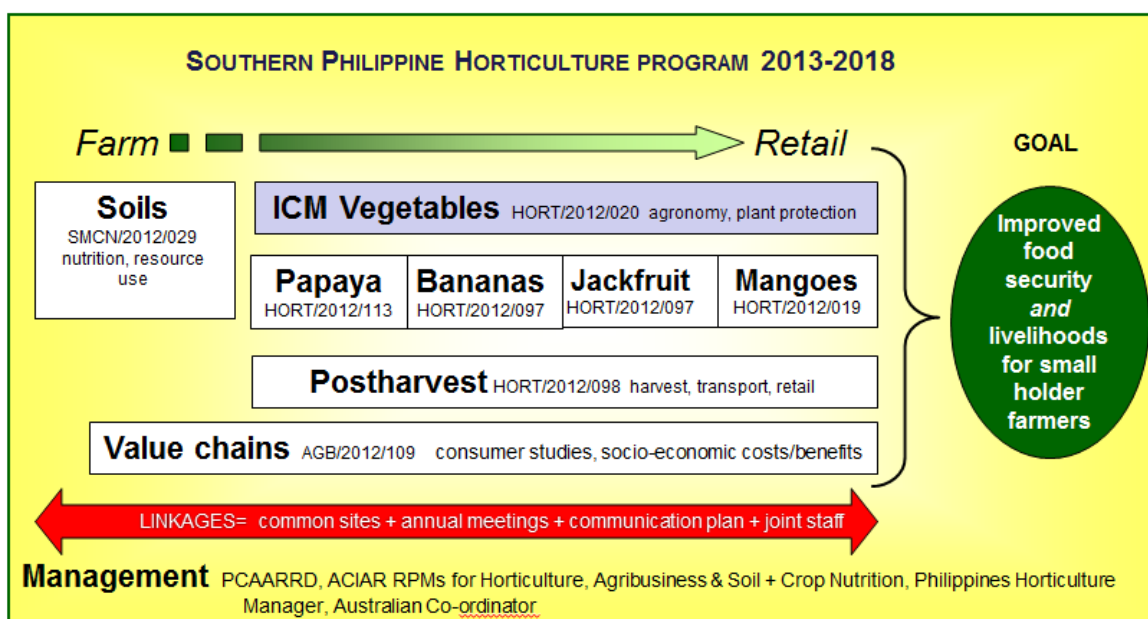 SOUTHERN PHILIPPINE HORTICULTURE PROGRAM 2013-2018
Farm
Retail
GOAL
Soils
SMCN/2012/029
nutrition, resource
use
ICM Vegetables HORT/2012/020 agronomy, plant protection
Papaya
HORT/2012/113
Bananas
HORT/2012/097
Jackfruit
HORT/2012/097
Mangoes
HORT/2012/019
Postharvest HORT/2012/098 harvest, transport, retail
Value chains AGB/2012/109 consumer studies, socio-economic costs/benefits
Improved
food
security
and
livelihoods
for small
holder
farmers
LINKAGES= common sites + annual meetings + communication plan + joint staff
Management PCAARRD, ACIAR RPMs for Horticulture, Agribusiness & Soil + Crop Nutrition, Philippines Horticulture
Manager, Australian Co-ordinator